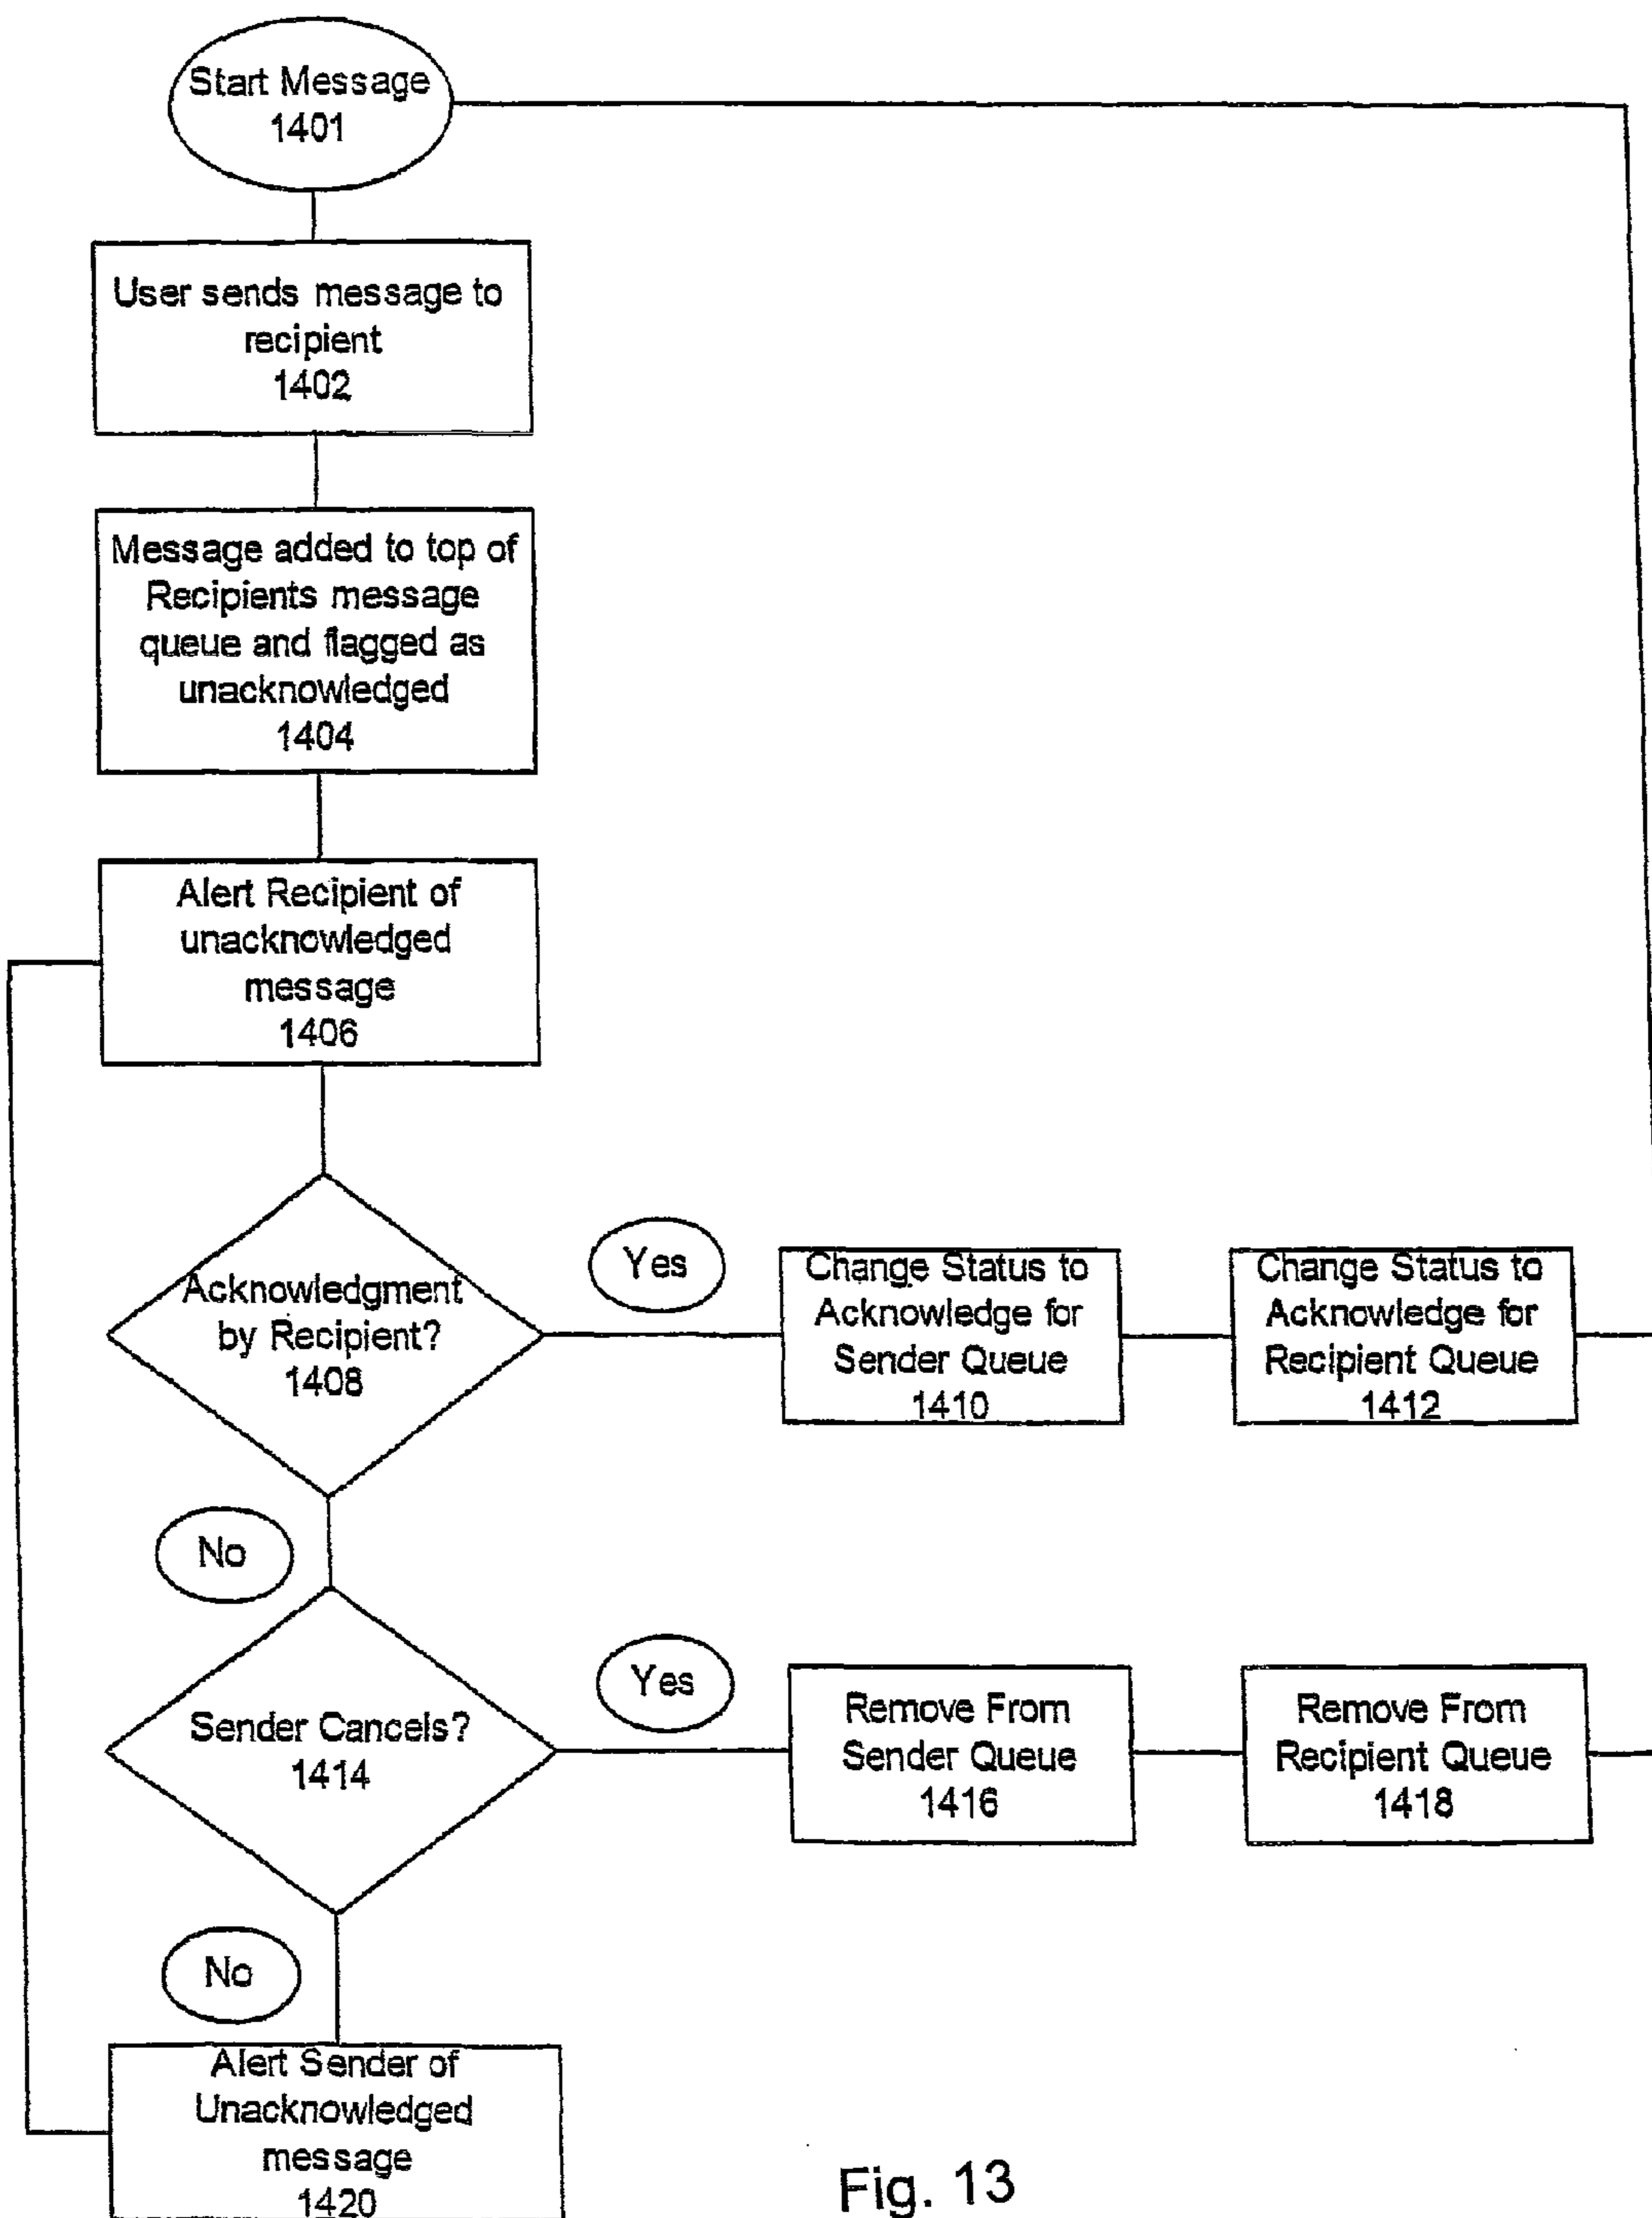 Start Message
1401
User sends message to
recipient
1402
Message added to top of
Recipients message
queue and flagged as
unacknowledged
1404
Alert Recipient of
unacknowledged
message
1406
Acknowledgment
by Recipient?
1408
Yes
Change Status to
Acknowledge for
Sender Queue
1410
Change Status to
Acknowledge for
Recipient Queue
1412
No
Sender Cancels?
1414
Yes
Remove From
Sender Queue
1416
Remove From
Recipient Queue
1418
No
Alert Sender of
Unacknowledged
message
1420
Fig. 13